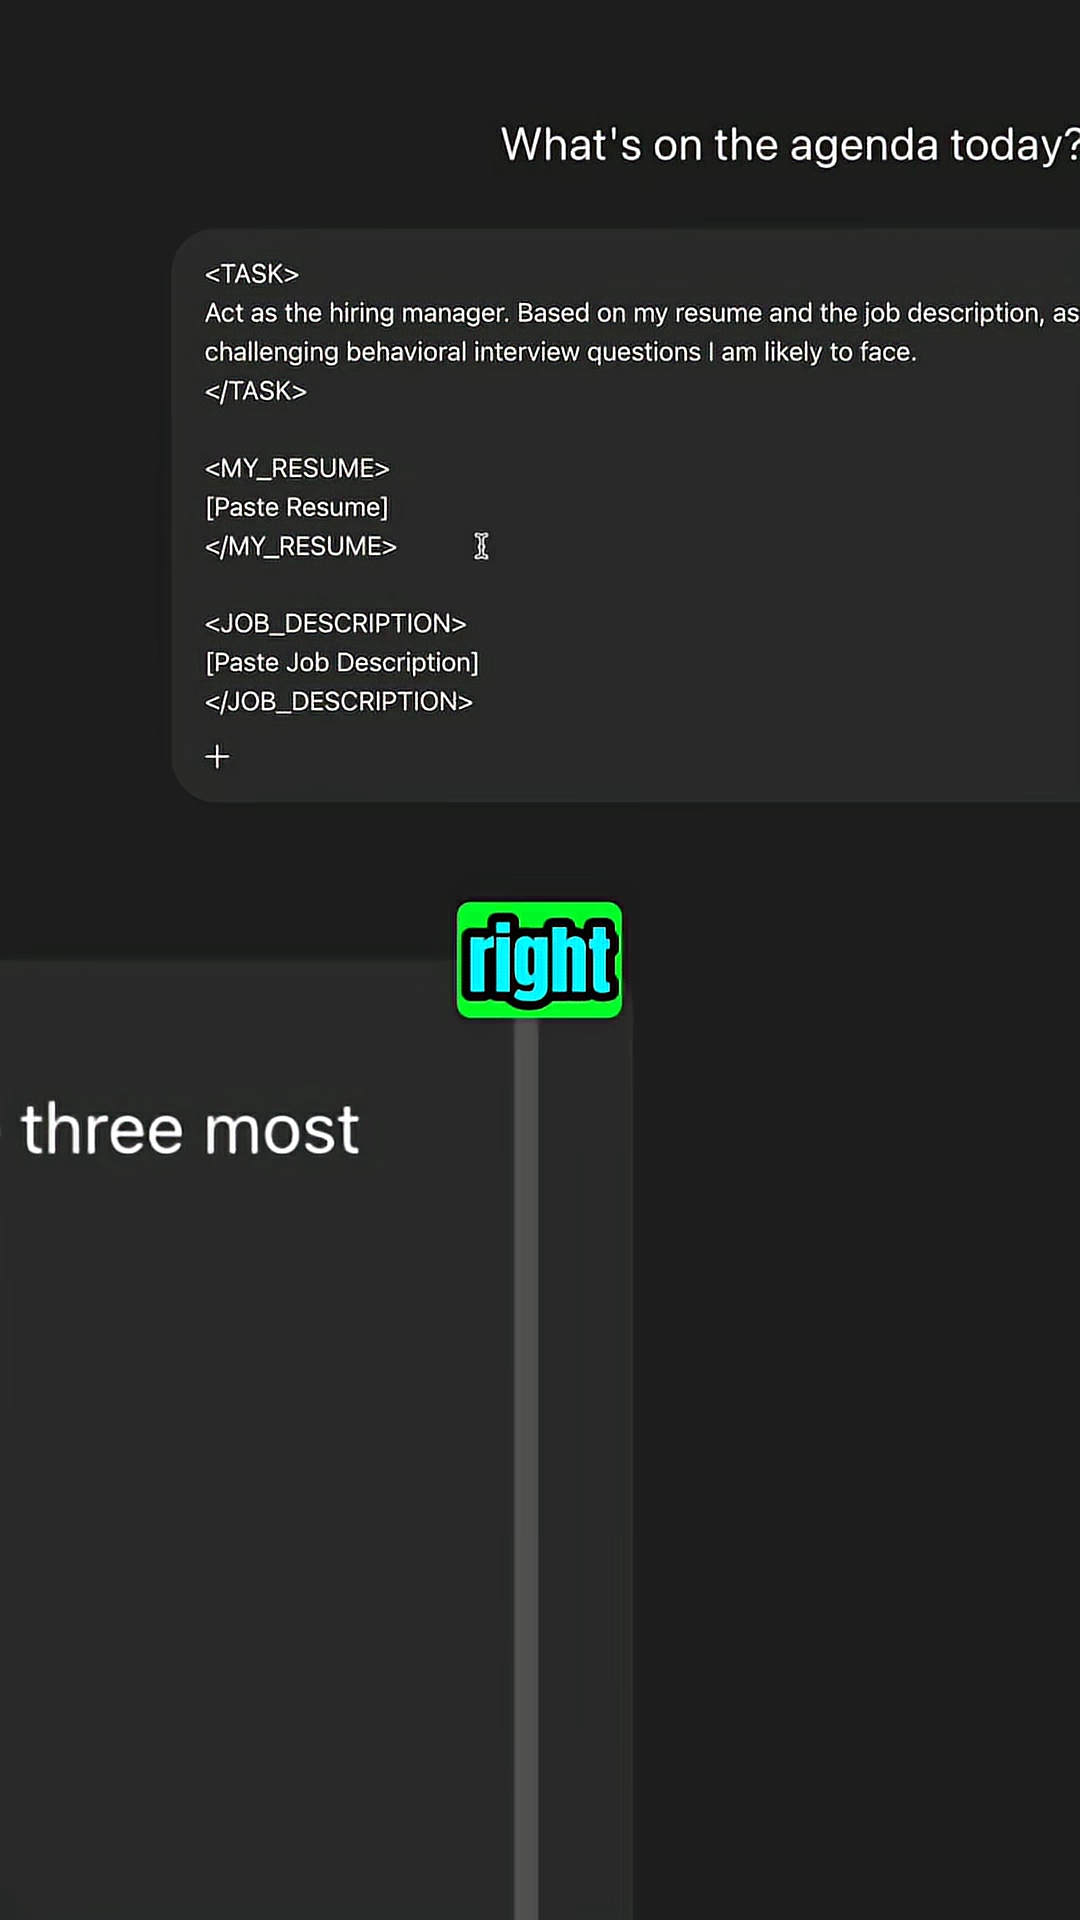 What's on the agenda today?
<TASK>
Act as the hiring manager. Based on my resume and the job description, as
challenging behavioral interview questions I am likely to face.
</TASK>
<MY_RESUME>
[Paste Resume]
</MY_RESUME>
<JOB_DESCRIPTION>
[Paste Job Description]
</JOB_DESCRIPTION>
+
right
three most